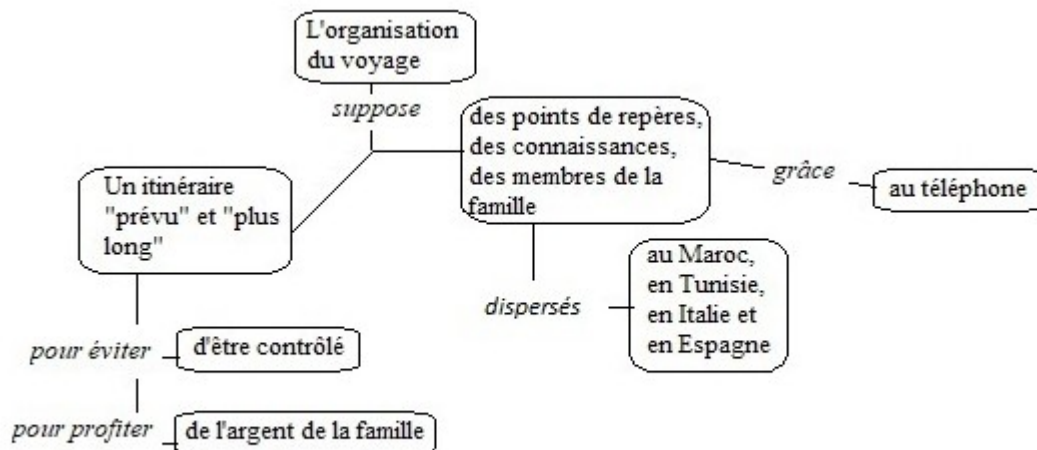 L'organisation
du voyage
suppose
des points de repères,
des connaissances,
des membres de la
famille
grâce
au téléphone
Un itinéraire
"prévu" et "plus
long"
dispersés
au Maroc,
en Tunisie,
en Italie et
en Espagne
pour éviter
d'être contrôlé
pour profiter
de l'argent de la famille